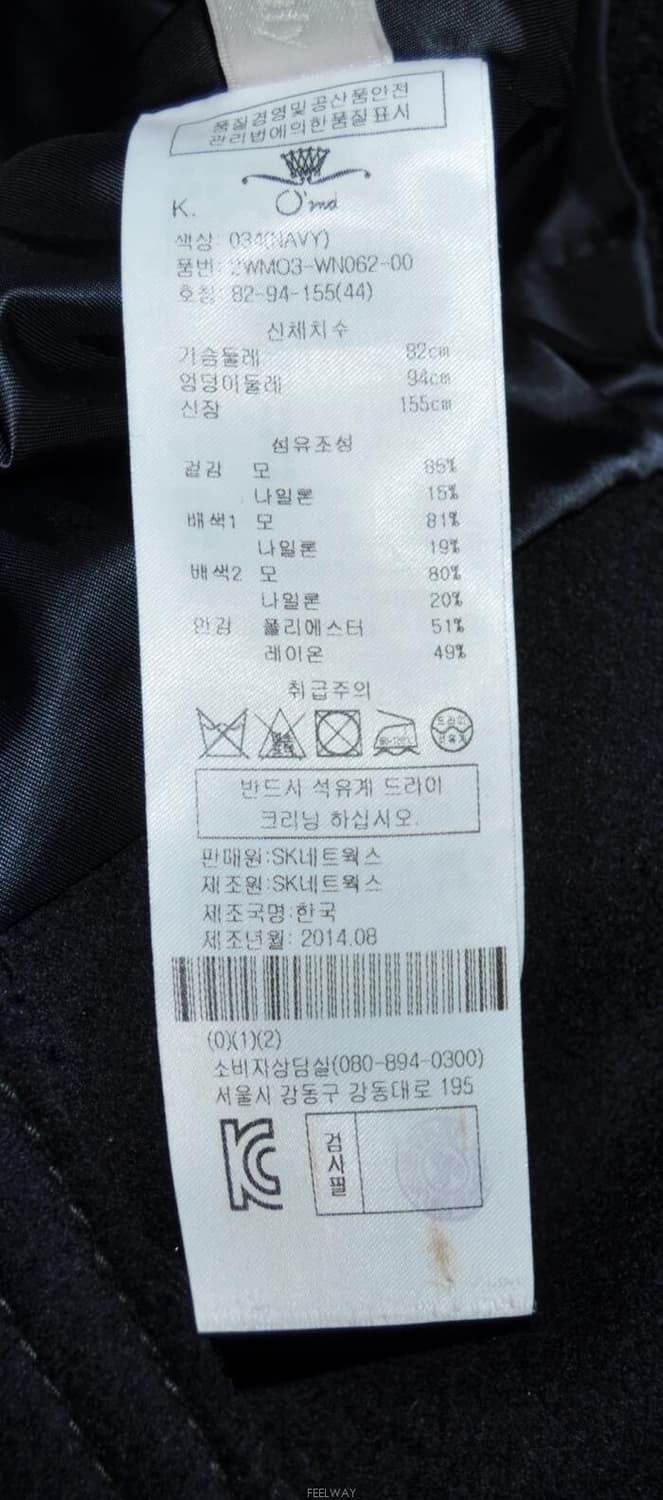 품질경영및공산품안전
관리법에의한품질표시
K.
O'2nd
색상: 034(NAVY)
품번: 2WMO3-WN062-00
호칭: 82-94-155(44)
신체치수
가슴둘레 82cm
엉덩이둘레 94cm
신장 155cm
섬유조성
겉감 모 85%
나일론 15%
배색1 모 81%
나일론 19%
배색2 모 80%
나일론 20%
안감 폴리에스터 51%
레이온 49%
취급주의
드라이
석유계
반드시 석유계 드라이
크리닝 하십시오.
판매원:SK네트웍스
제조원:SK네트웍스
제조국명:한국
제조년월: 2014.08
(0)(1)(2)
소비자상담실(080-894-0300)
서울시 강동구 강동대로 195
KC
검사필
FEELWAY